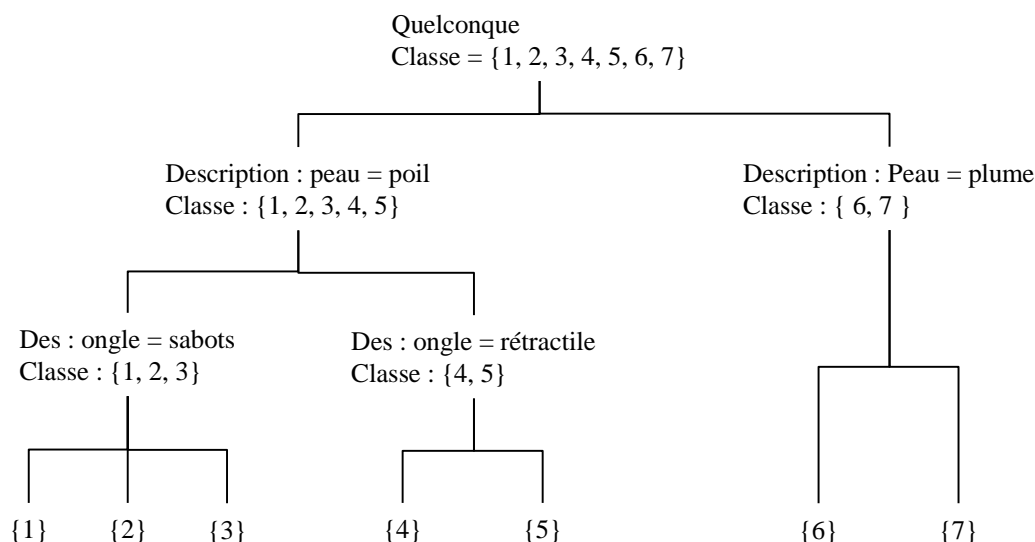 Quelconque
Classe = {1, 2, 3, 4, 5, 6, 7}
Description : peau = poil
Classe : {1, 2, 3, 4, 5}
Description : Peau = plume
Classe : { 6, 7 }
Des : ongle = sabots
Classe : {1, 2, 3}
Des : ongle = rétractile
Classe : {4, 5}
{1} {2} {3} {4} {5} {6} {7}